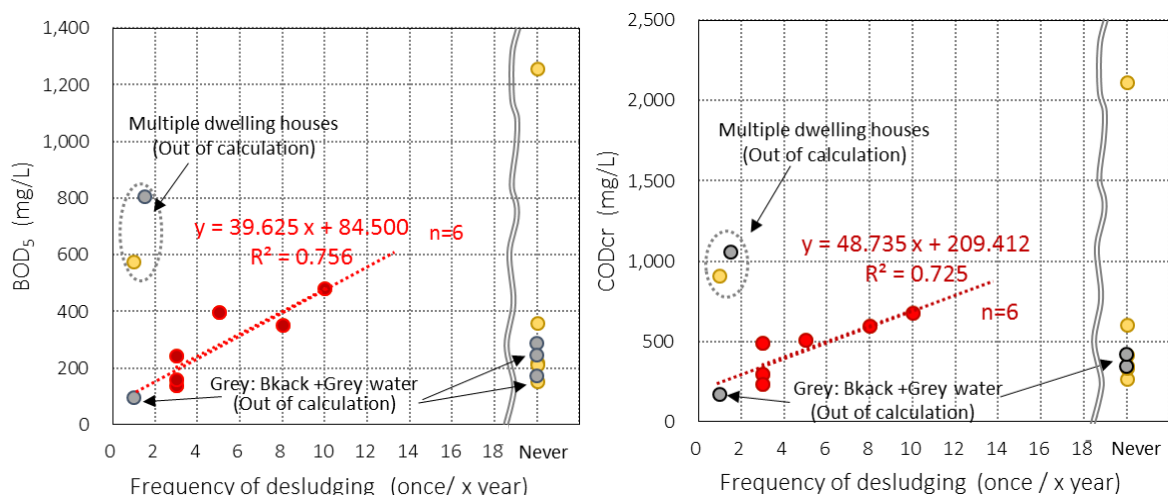 1,400
1,200
1,000
800
600
400
200
0
BOD₅ (mg/L)
Multiple dwelling houses
(Out of calculation)
y = 39.625 x + 84.500
n=6
R² = 0.756
Grey: Bkack +Grey water
(Out of calculation)
0 2 4 6 8 10 12 14 16 18 Never
Frequency of desludging (once/ x year)
2,500
2,000
1,500
1,000
500
0
CODcr (mg/L)
Multiple dwelling houses
(Out of calculation)
y = 48.735 x + 209.412
R² = 0.725
n=6
Grey: Bkack +Grey water
(Out of calculation)
0 2 4 6 8 10 12 14 16 18 Never
Frequency of desludging (once / x year)